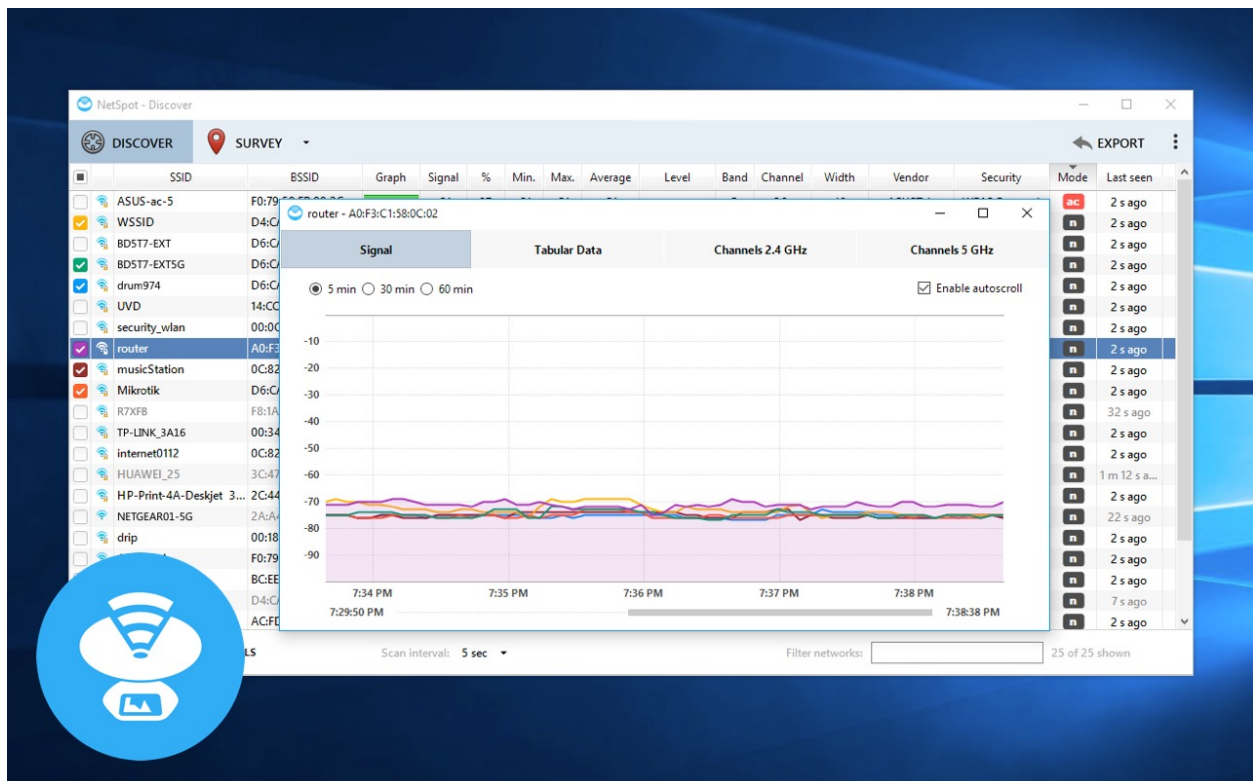 NetSpot - Discover
DISCOVER SURVEY EXPORT
SSID BSSID Graph Signal % Min. Max. Average Level Band Channel Width Vendor Security Mode Last seen
ASUS-ac-5 F0:79 ac 2 s ago
router - A0:F3:C1:58:0C:02
WSSID D4:C/ n 2 s ago
BD5T7-EXT D6:C/ n 2 s ago
Signal Tabular Data Channels 2.4 GHz Channels 5 GHz
BD5T7-EXT5G D6:C/ n 2 s ago
drum974 D6:C/ n 2 s ago
5 min 30 min 60 min Enable autoscroll
UVD 14:CC n 2 s ago
security_wlan 00:0C n 2 s ago
router A0:F3 n 2 s ago
musicStation 0C:82 n 2 s ago
Mikrotik D6:C/ n 2 s ago
R7XFB F8:1A n 32 s ago
TP-LINK_3A16 00:34 n 2 s ago
internet0112 0C:82 n 2 s ago
HUAWEI_25 3C:47 n 1 m 12 s a...
HP-Print-4A-Deskjet 3... 2C:44 n 2 s ago
NETGEAR01-5G 2A:A n 22 s ago
drip 00:18 n 2 s ago
F0:79 n 2 s ago
BC:EE n 2 s ago
D4:C/ n 7 s ago
AC:FD n 2 s ago
-10
-20
-30
-40
-50
-60
-70
-80
-90
7:34 PM 7:35 PM 7:36 PM 7:37 PM 7:38 PM
7:29:50 PM 7:38:38 PM
LS Scan interval: 5 sec Filter networks: 25 of 25 shown